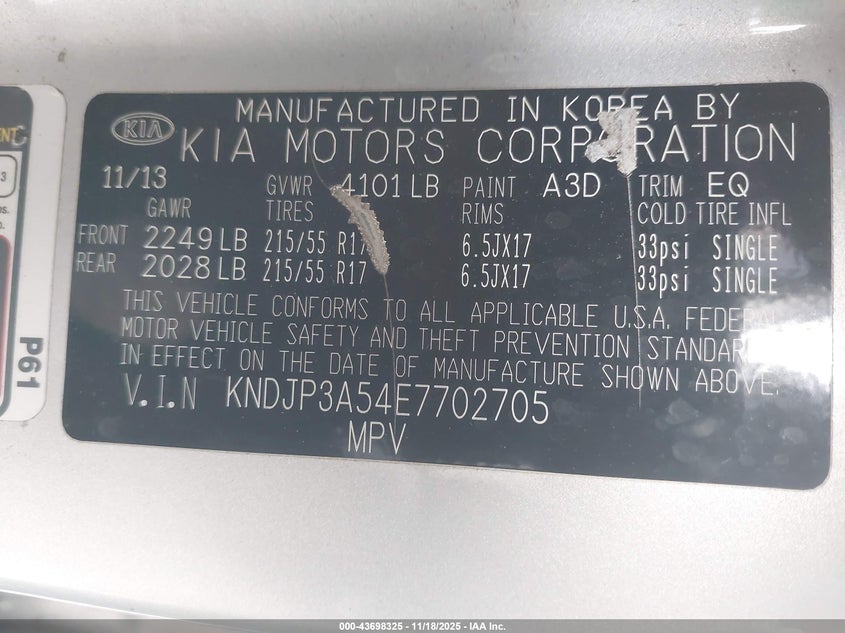 MANUFACTURED IN KOREA BY
KIA KIA MOTORS CORPORATION
11/13 GVWR 4101 LB PAINT A3D TRIM EQ
GAWR TIRES RIMS COLD TIRE INFL
FRONT 2249 LB 215/55 R17 6.5JX17 33psi SINGLE
REAR 2028 LB 215/55 R17 6.5JX17 33psi SINGLE
THIS VEHICLE CONFORMS TO ALL APPLICABLE U.S.A. FEDERAL
MOTOR VEHICLE SAFETY AND THEFT PREVENTION STANDARDS
IN EFFECT ON THE DATE OF MANUFACTURE SHOWN ABOVE.
V.I.N KNDJP3A54E7702705
MPV
P61
000-43698325 - 11/18/2025 - IAA Inc.